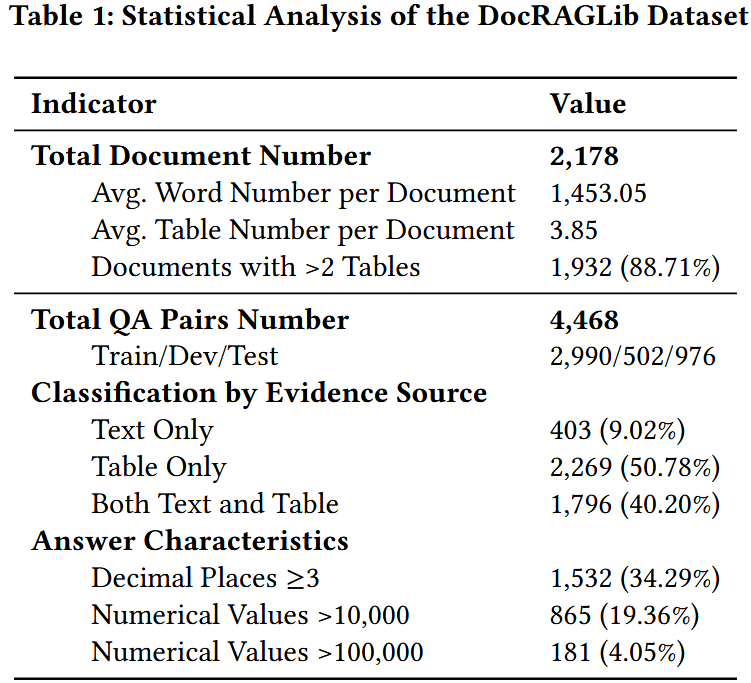 Table 1: Statistical Analysis of the DocRAGLib Dataset
Indicator Value
Total Document Number 2,178
Avg. Word Number per Document 1,453.05
Avg. Table Number per Document 3.85
Documents with >2 Tables 1,932 (88.71%)
Total QA Pairs Number 4,468
Train/Dev/Test 2,990/502/976
Classification by Evidence Source
Text Only 403 (9.02%)
Table Only 2,269 (50.78%)
Both Text and Table 1,796 (40.20%)
Answer Characteristics
Decimal Places ≥3 1,532 (34.29%)
Numerical Values >10,000 865 (19.36%)
Numerical Values >100,000 181 (4.05%)